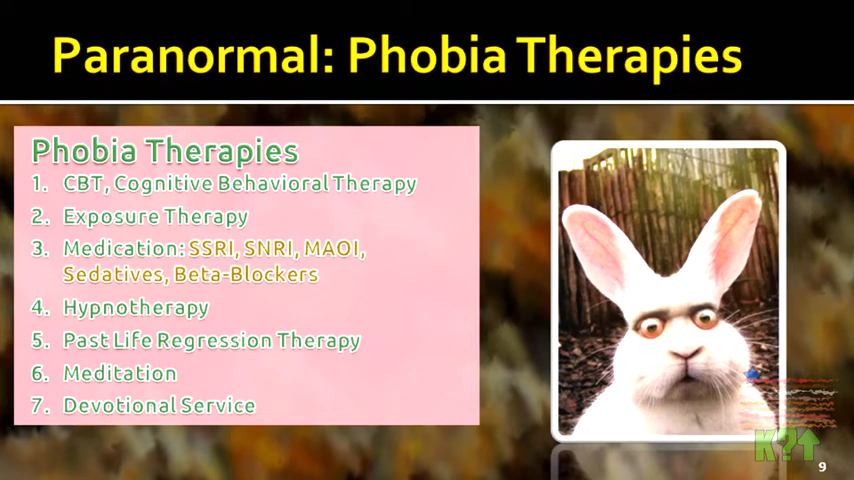 Paranormal: Phobia Therapies
Phobia Therapies
1. CBT, Cognitive Behavioral Therapy
2. Exposure Therapy
3. Medication: SSRI, SNRI, MAOI,
Sedatives, Beta-Blockers
4. Hypnotherapy
5. Past Life Regression Therapy
6. Meditation
7. Devotional Service
K?↑
9